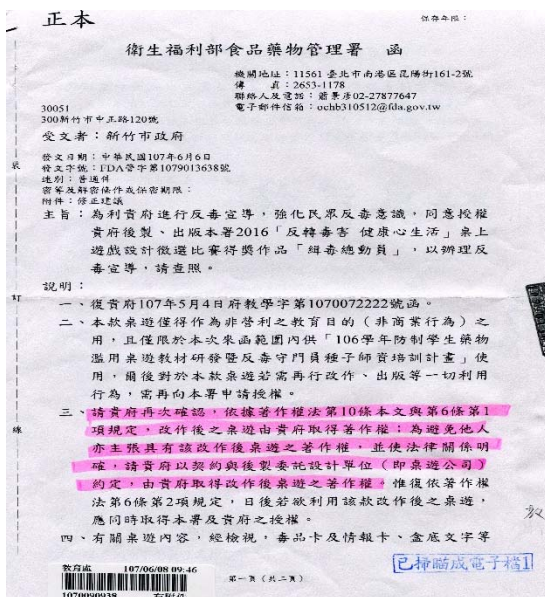 正本
保存年限：
衛生福利部食品藥物管理署 函
機關地址：11561 臺北市南港區昆陽街161-2號
傳 真：2653-1178
聯絡人及電話：蕭景彥02-27877647
電子郵件信箱：ochb310512@fda.gov.tw
30051
300新竹市中正路120號
受文者：新竹市政府
發文日期：中華民國107年6月6日
發文字號：FDA管字第1079013638號
速別：普通件
密等及解密條件或保密期限：
附件：修正建議
主旨：為利貴府進行反毒宣導，強化民眾反毒意識，同意授權
貴府後製、出版本署2016「反轉毒害 健康心生活」桌上
遊戲設計徵選比賽得獎作品「緝毒總動員」，以辦理反
毒宣導，請查照。
說明：
一、復貴府107年5月4日府教學字第1070072222號函。
二、本款桌遊僅得作為非營利之教育目的（非商業行為）之
用，且僅限於本次來函範圍內供「106學年防制學生藥物
濫用桌遊教材研發暨反毒守門員種子師資培訓計畫」使
用，爾後對於本款桌遊若需再行改作、出版等一切利用
行為，需再向本署申請授權。
三、請貴府再次確認，依據著作權法第10條本文與第6條第1
項規定，改作後之桌遊由貴府取得著作權；為避免他人
亦主張具有該改作後桌遊之著作權，並使法律關係明
確，請貴府以契約與後製委託設計單位（即桌遊公司）
約定，由貴府取得改作後桌遊之著作權。惟復依著作權
法第6條第2項規定，日後若欲利用該款改作後之桌遊，
應同時取得本署及貴府之授權。
四、有關桌遊內容，經檢視，毒品卡及情報卡、盒底文字等
裝
訂
線
已掃瞄成電子檔1
教育處 107/06/08 09:46
1070090938 有附件
第一頁（共二頁）